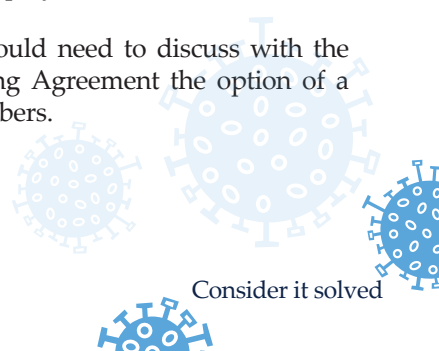 ould need to discuss with the
ng Agreement the option of a
bers.
Consider it solved